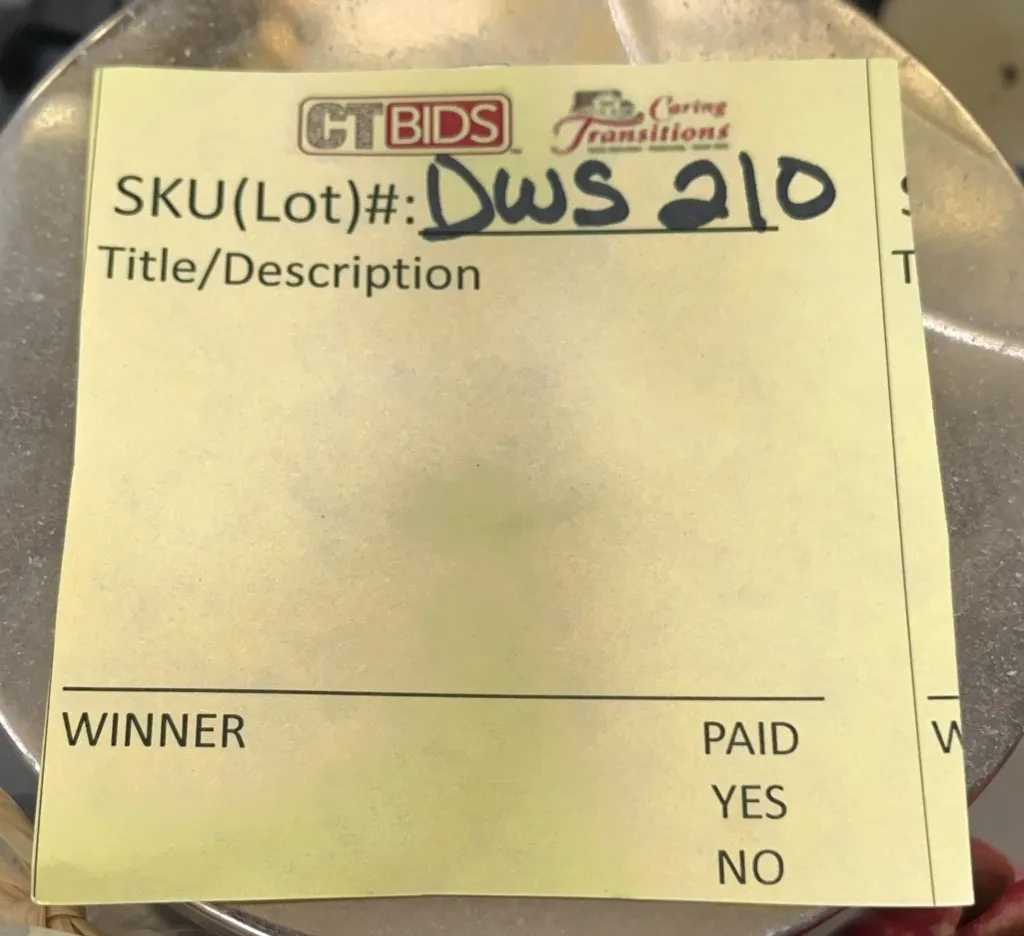 CTBIDS Caring
Transitions
SKU(Lot)#: DWS 210
Title/Description
T
WINNER PAID W
YES
NO